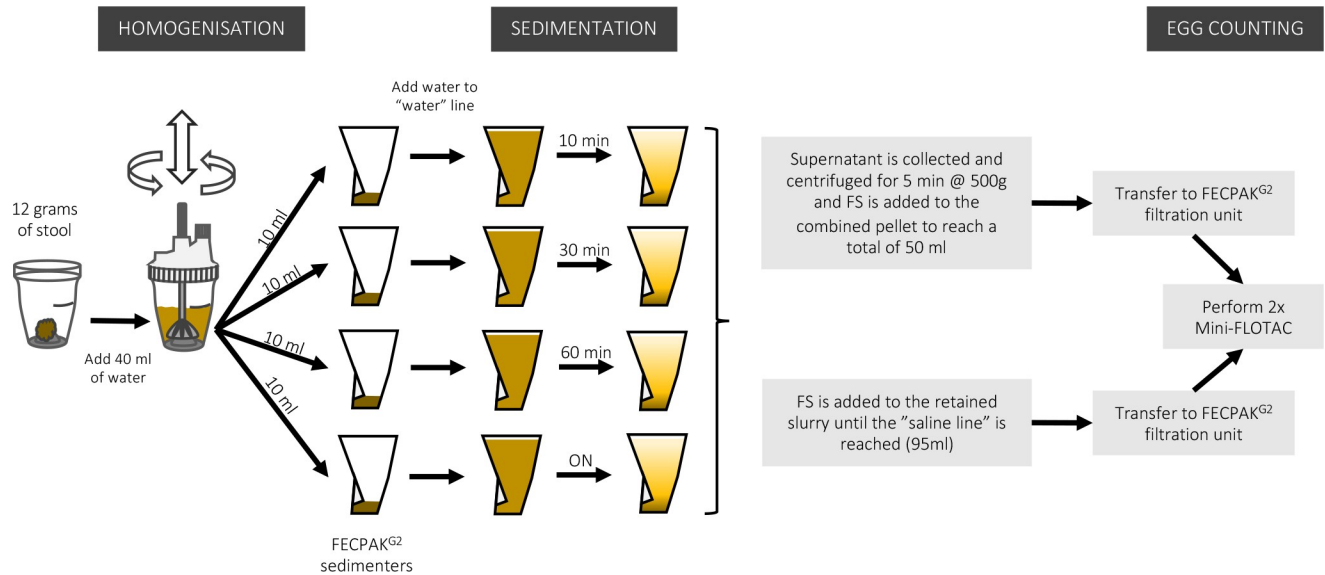 HOMOGENISATION
SEDIMENTATION
EGG COUNTING
12 grams
of stool
Add 40 ml
of water
10 ml
10 ml
10 ml
10 ml
Add water to
“water” line
10 min
30 min
60 min
ON
FECPAKG2
sedimenters
Supernatant is collected and
centrifuged for 5 min @ 500g
and FS is added to the
combined pellet to reach a
total of 50 ml
Transfer to FECPAKG2
filtration unit
Perform 2x
Mini-FLOTAC
FS is added to the retained
slurry until the ”saline line” is
reached (95ml)
Transfer to FECPAKG2
filtration unit